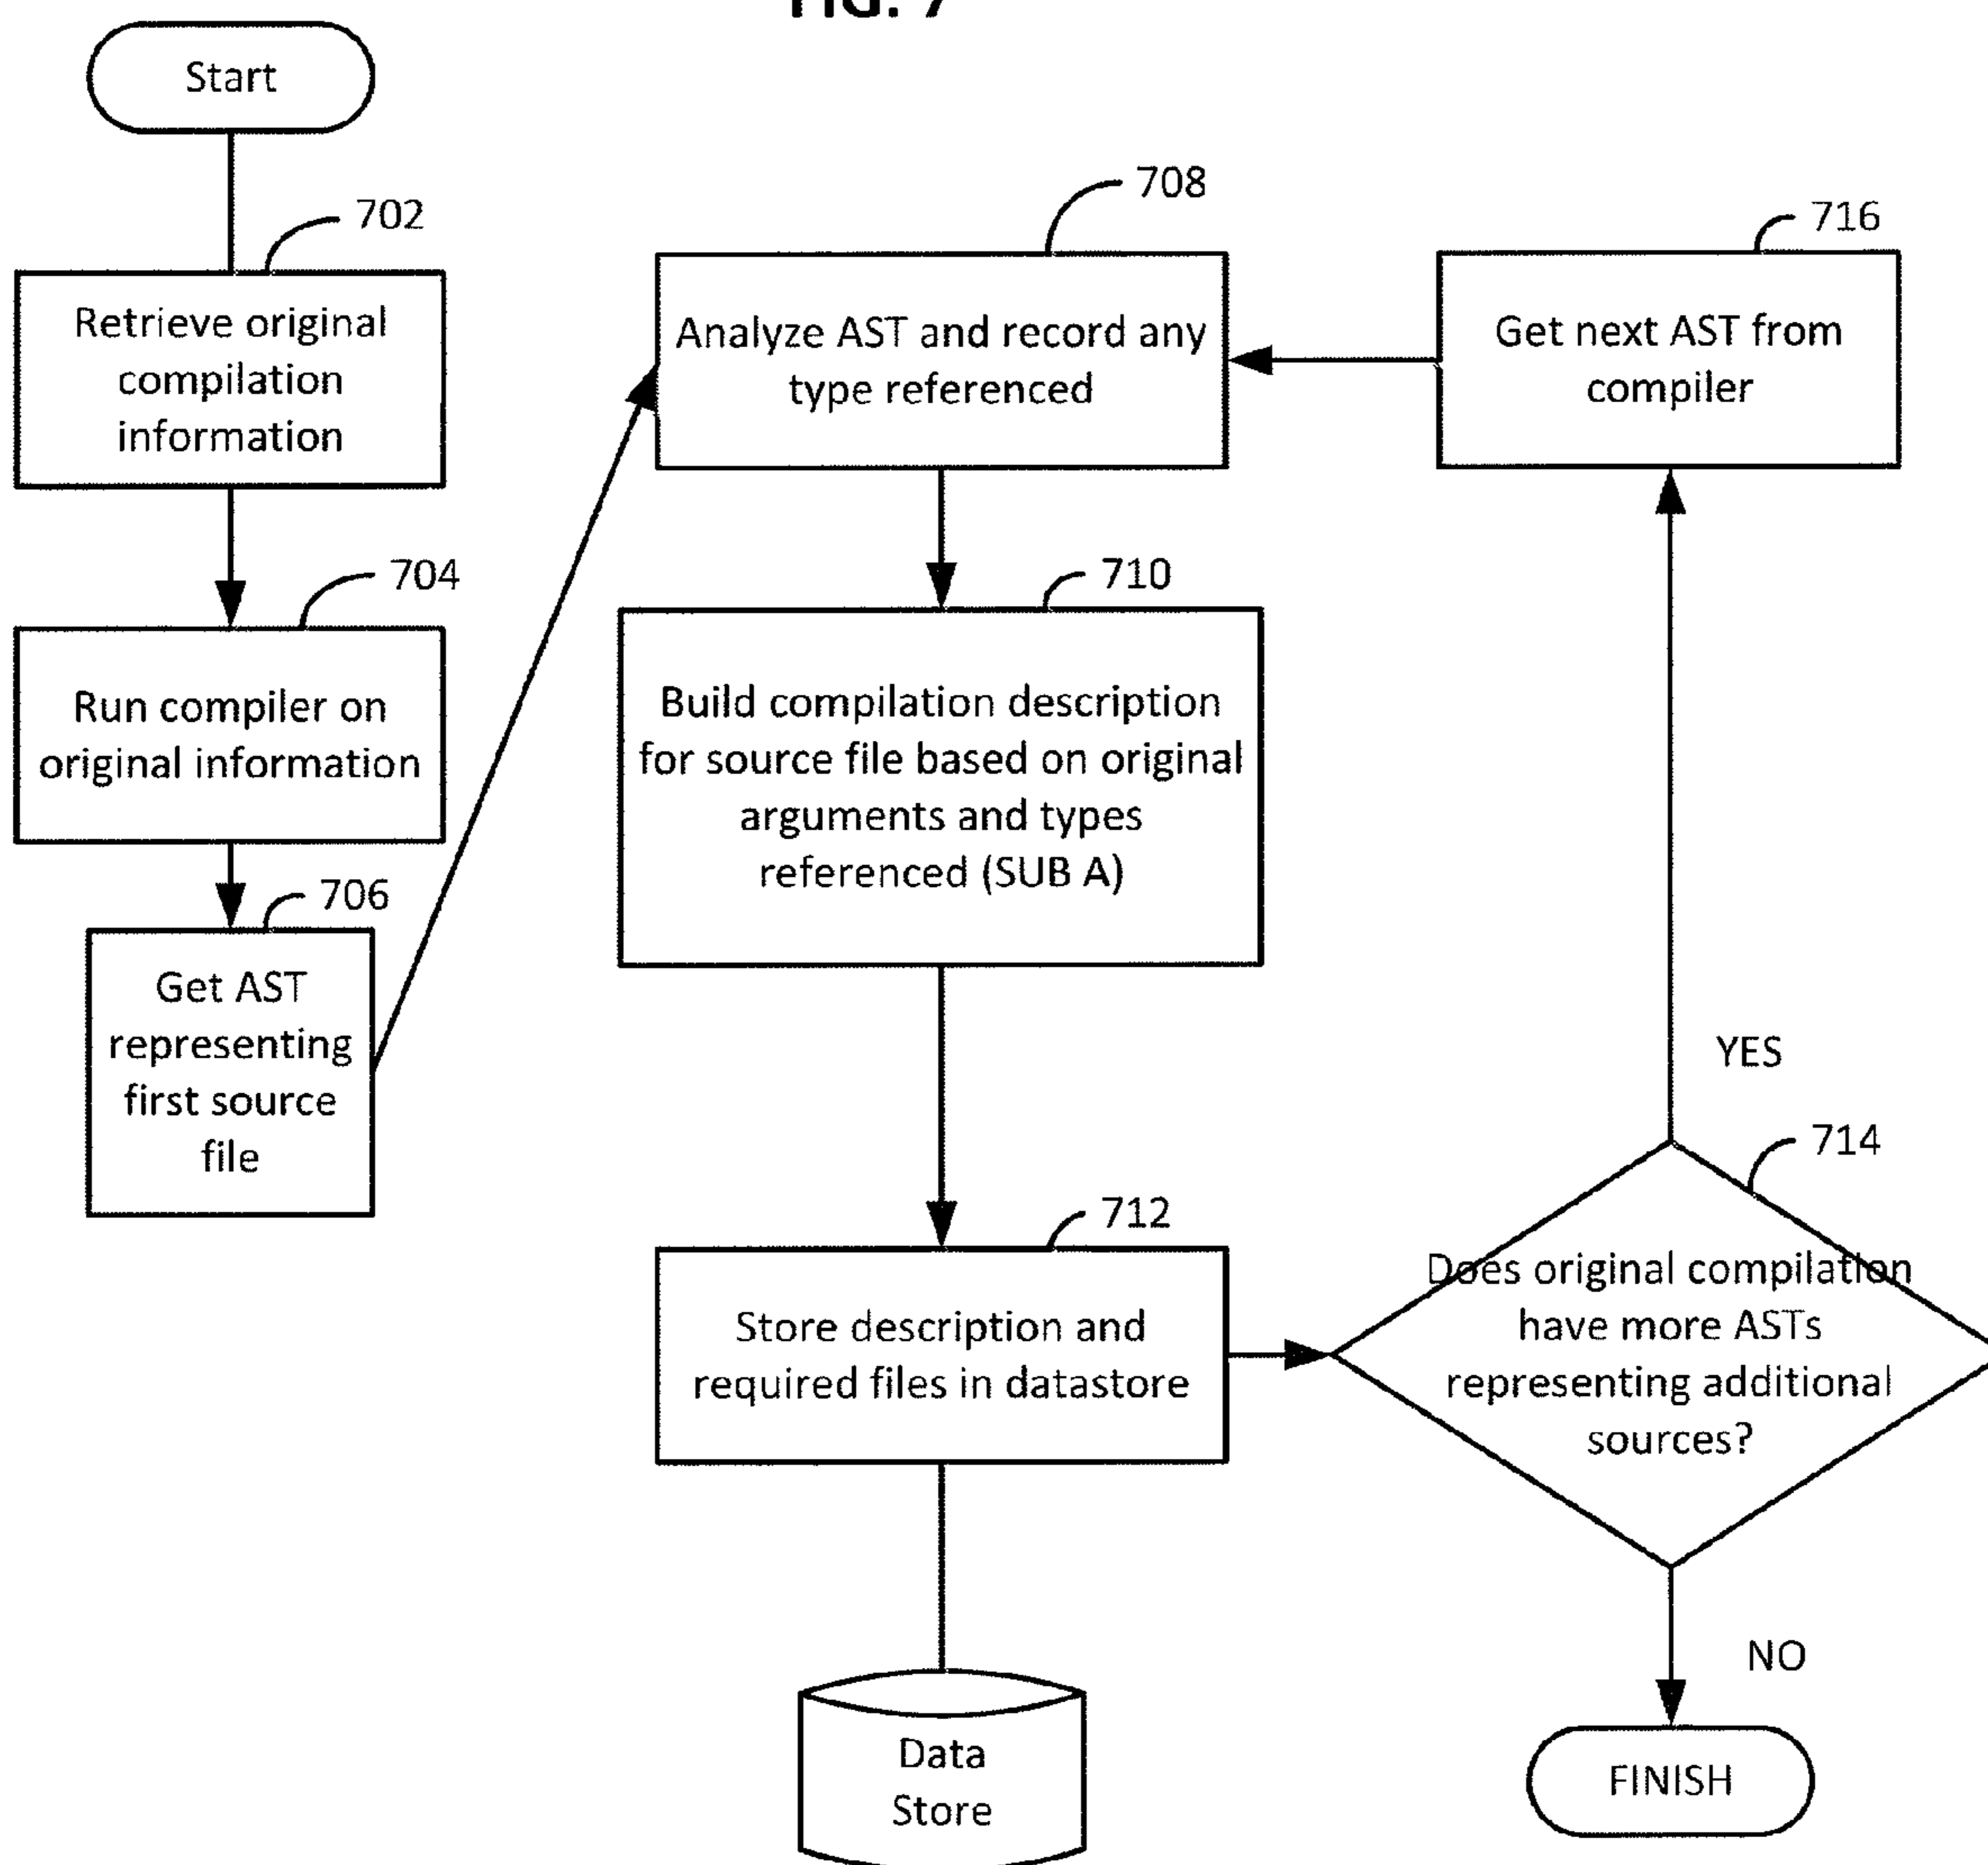 FIG. 7
Start
702
Retrieve original
compilation
information
704
Run compiler on
original information
706
Get AST
representing
first source
file
708
Analyze AST and record any
type referenced
710
Build compilation description
for source file based on original
arguments and types
referenced (SUB A)
712
Store description and
required files in datastore
Data
Store
716
Get next AST from
compiler
YES
714
Does original compilation
have more ASTs
representing additional
sources?
NO
FINISH